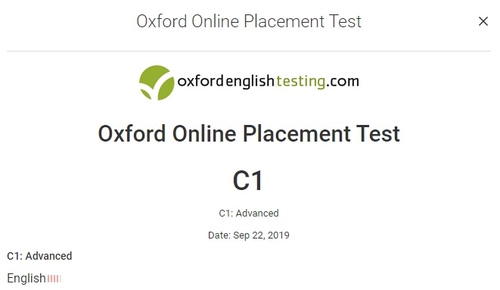 Oxford Online Placement Test
oxfordenglishtesting.com
Oxford Online Placement Test
C1
C1: Advanced
Date: Sep 22, 2019
C1: Advanced
English